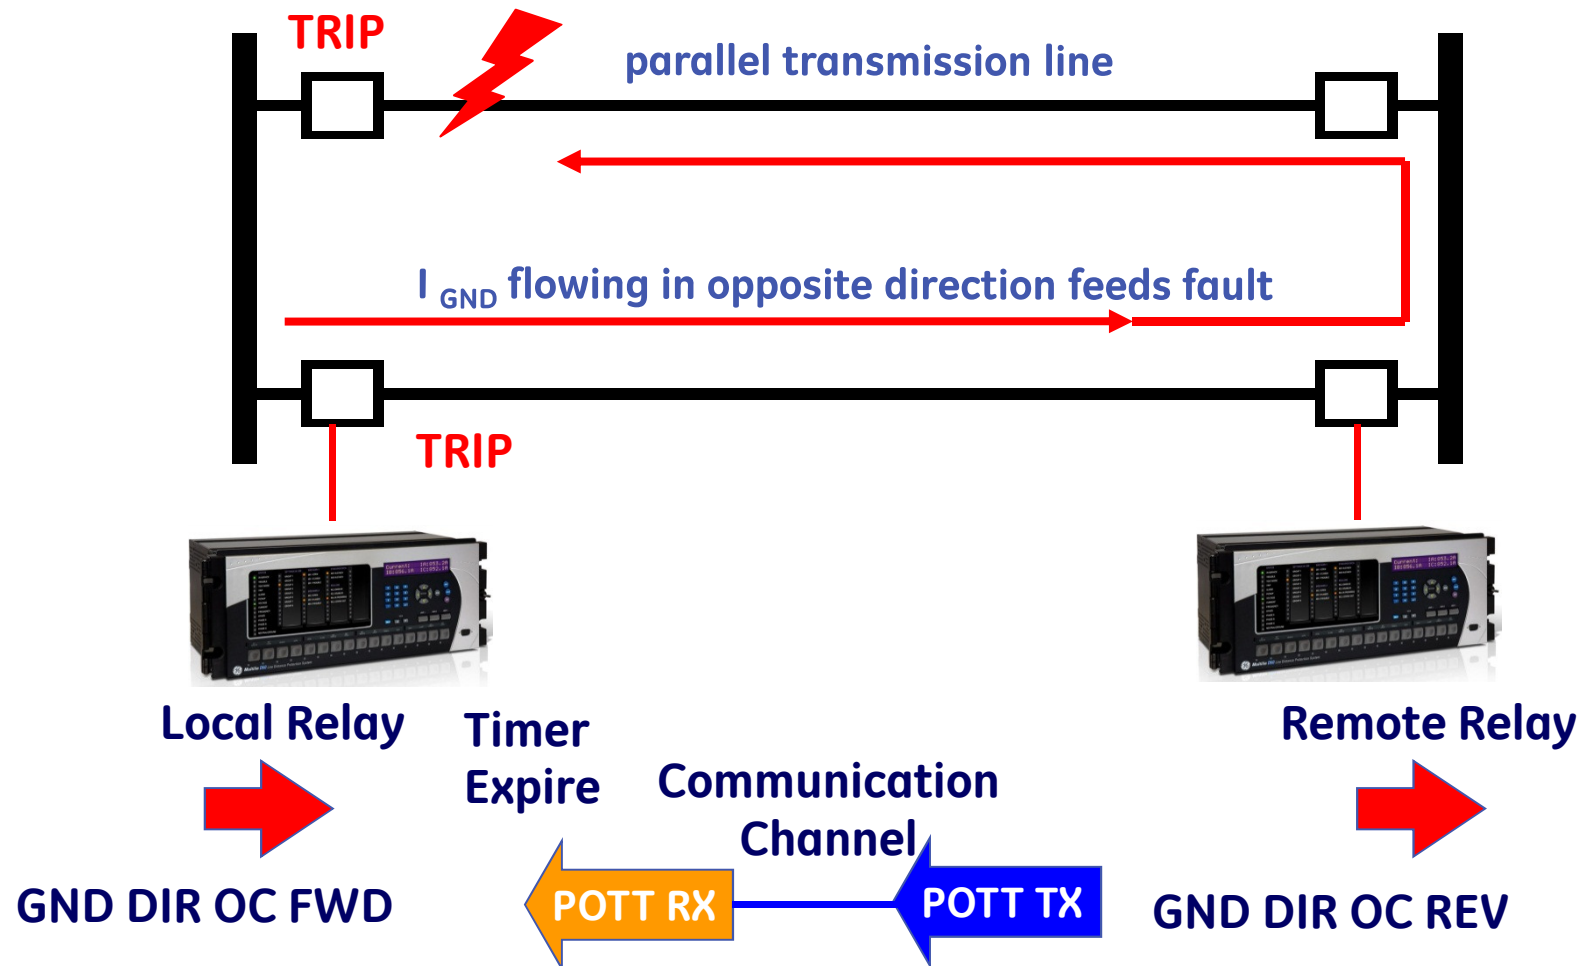 TRIP
parallel transmission line
I GND flowing in opposite direction feeds fault
TRIP
Local Relay
Timer
Expire
Communication
Channel
Remote Relay
GND DIR OC FWD
POTT RX
POTT TX
GND DIR OC REV